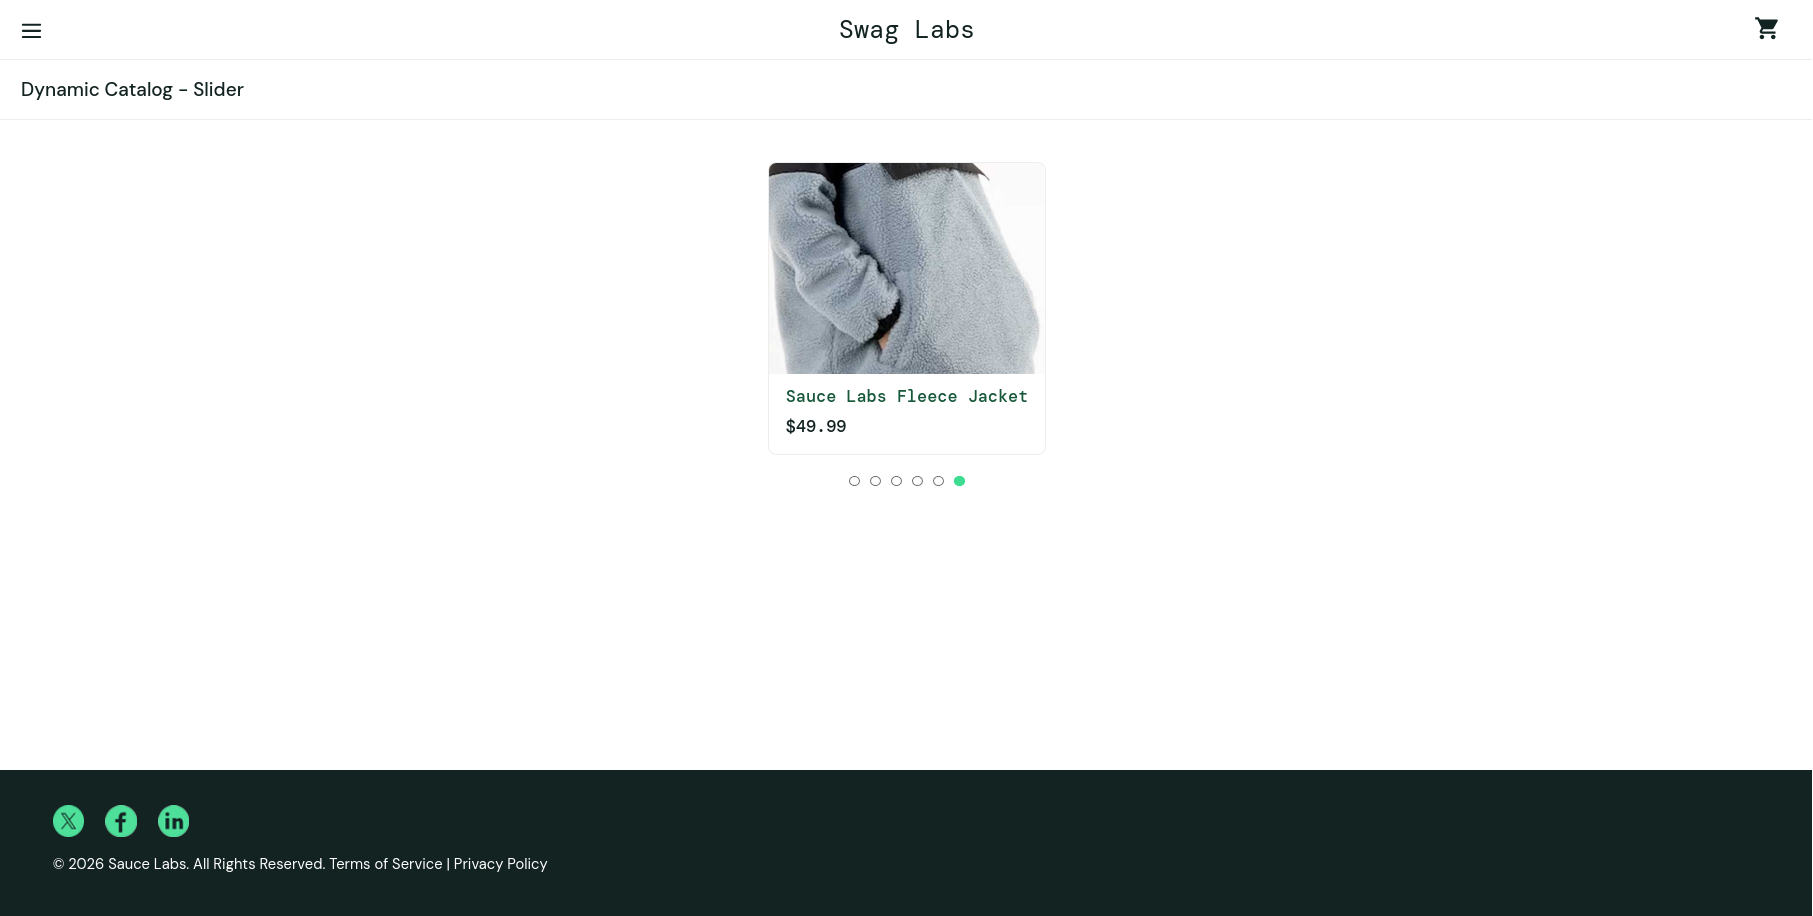 Swag Labs
Dynamic Catalog - Slider
Sauce Labs Fleece Jacket
$49.99
© 2026 Sauce Labs. All Rights Reserved. Terms of Service | Privacy Policy